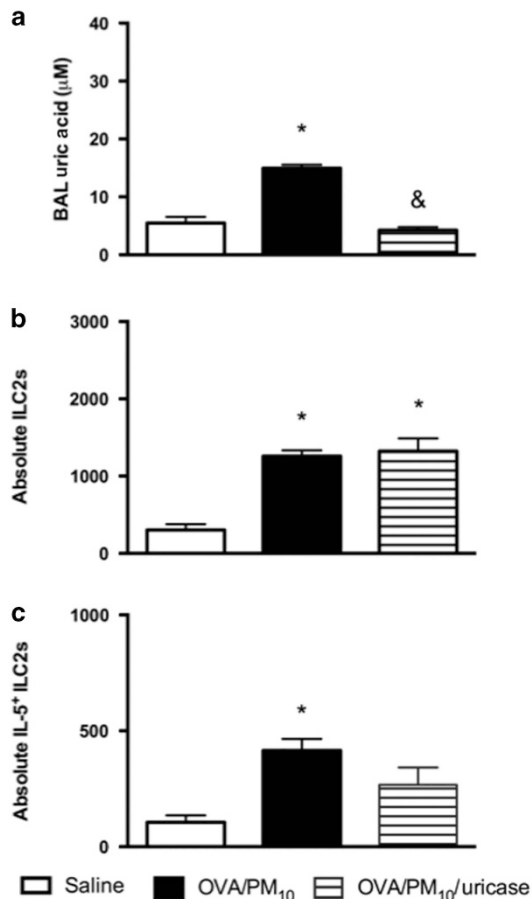 a
BAL uric acid (μM)
40
30
20
10
0
*
&
b
Absolute ILC2s
3000
2000
1000
0
*
*
c
Absolute IL-5⁺ ILC2s
1000
500
0
*
Saline OVA/PM₁₀ OVA/PM₁₀/uricase